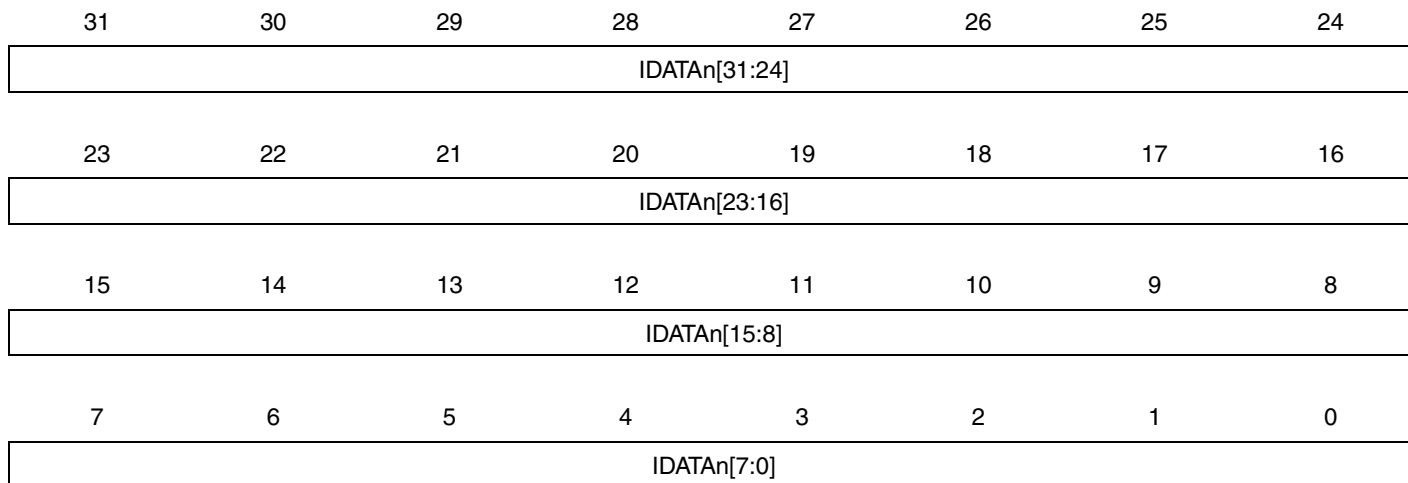 31 30 29 28 27 26 25 24
IDATAn[31:24]
23 22 21 20 19 18 17 16
IDATAn[23:16]
15 14 13 12 11 10 9 8
IDATAn[15:8]
7 6 5 4 3 2 1 0
IDATAn[7:0]